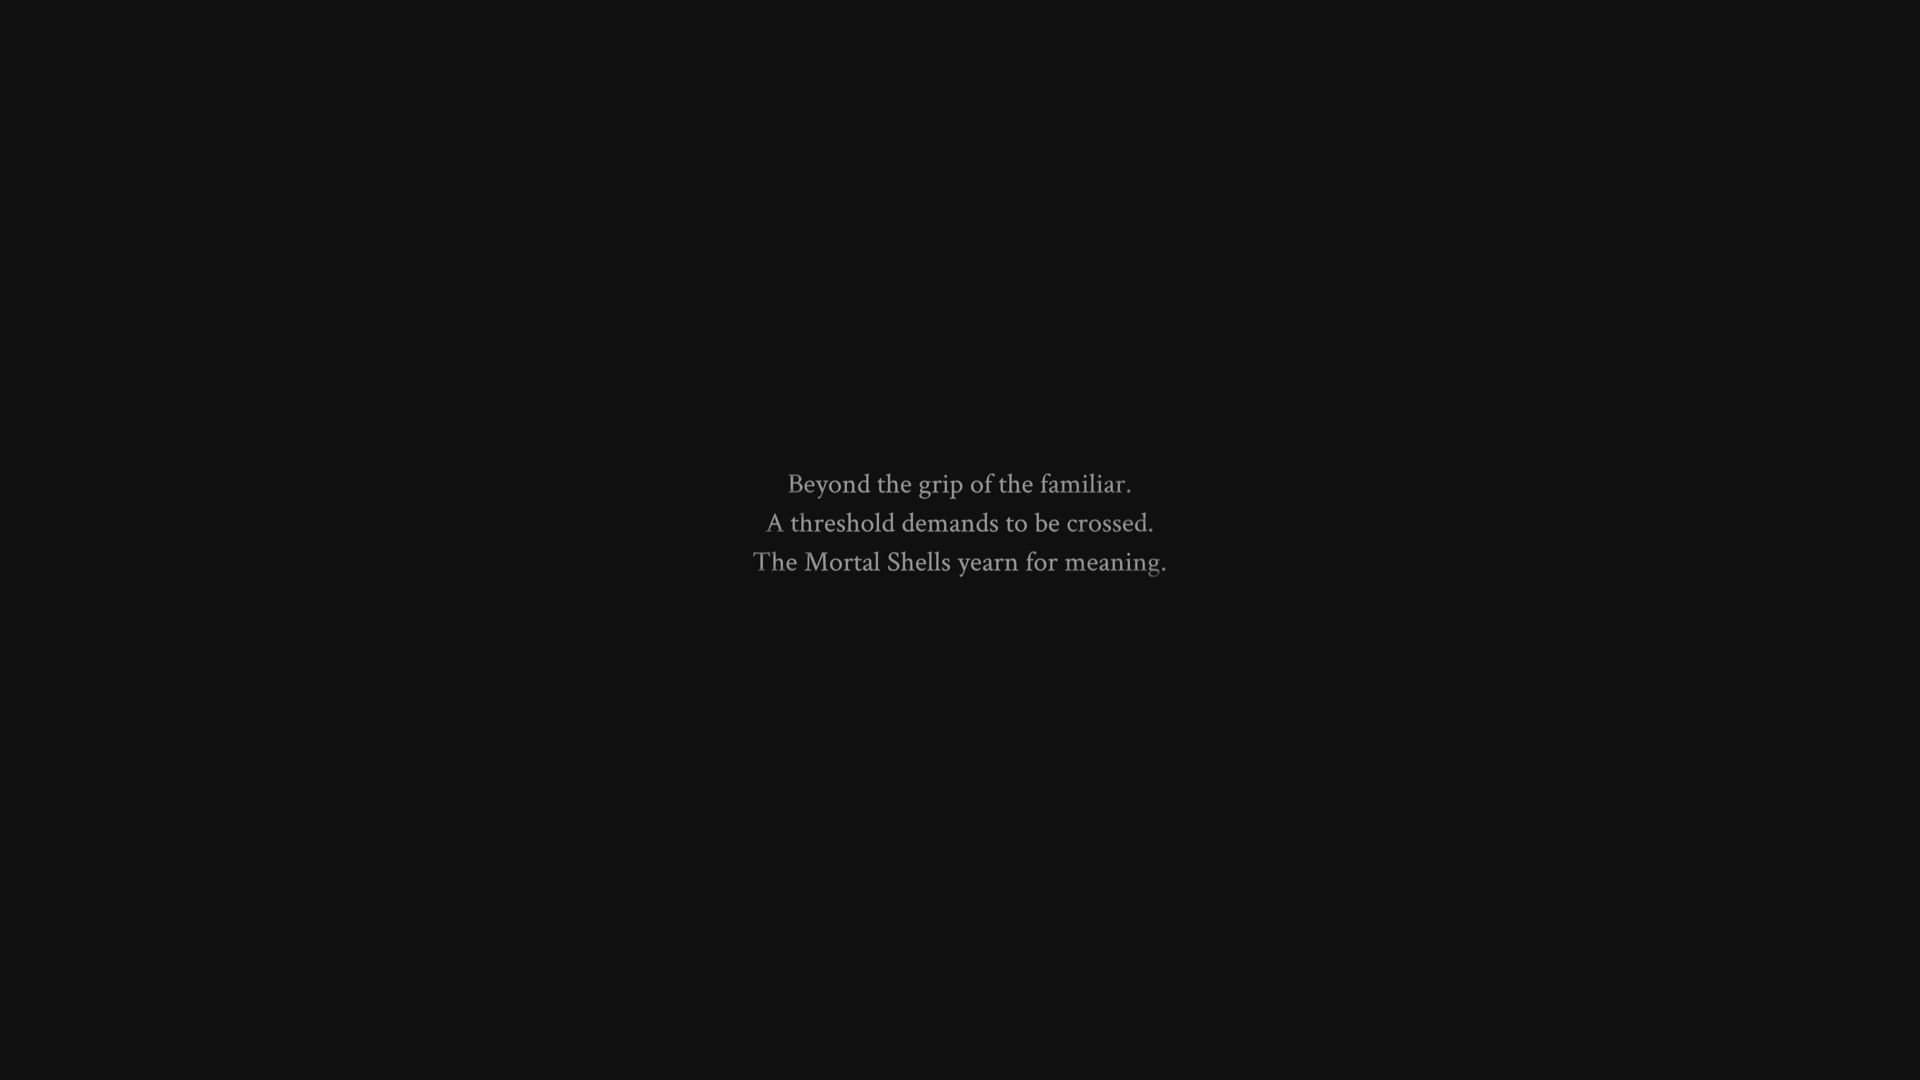 Beyond the grip of the familiar.
A threshold demands to be crossed.
The Mortal Shells yearn for meaning.